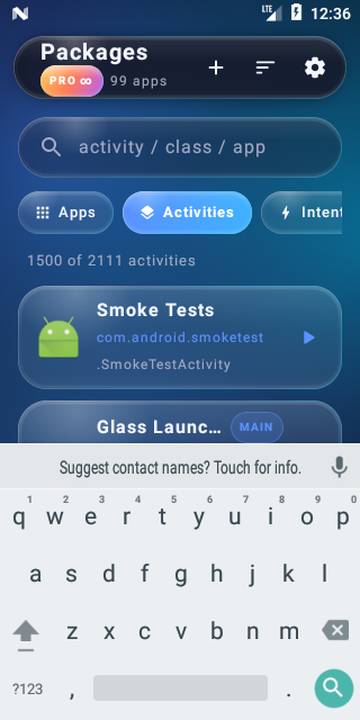 LTE 12:36
Packages
PRO ∞ 99 apps
activity / class / app
Apps Activities Intent
1500 of 2111 activities
Smoke Tests
com.android.smoketest
.SmokeTestActivity
Glass Launc… MAIN
Suggest contact names? Touch for info.
1 2 3 4 5 6 7 8 9 0
q w e r t y u i o p
a s d f g h j k l
z x c v b n m
?123 , .